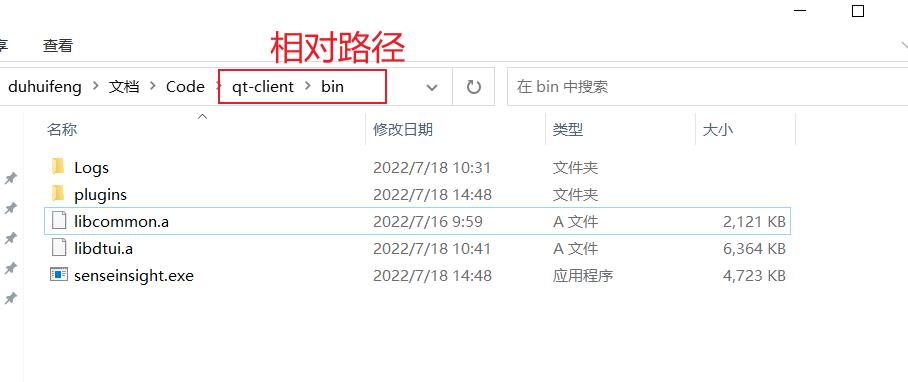 享 查看
相对路径
duhuifeng 文档 Code qt-client bin 在 bin 中搜索
名称 修改日期 类型 大小
Logs 2022/7/18 10:31 文件夹
plugins 2022/7/18 14:48 文件夹
libcommon.a 2022/7/16 9:59 A 文件 2,121 KB
libdtui.a 2022/7/18 10:41 A 文件 6,364 KB
senseinsight.exe 2022/7/18 14:48 应用程序 4,723 KB